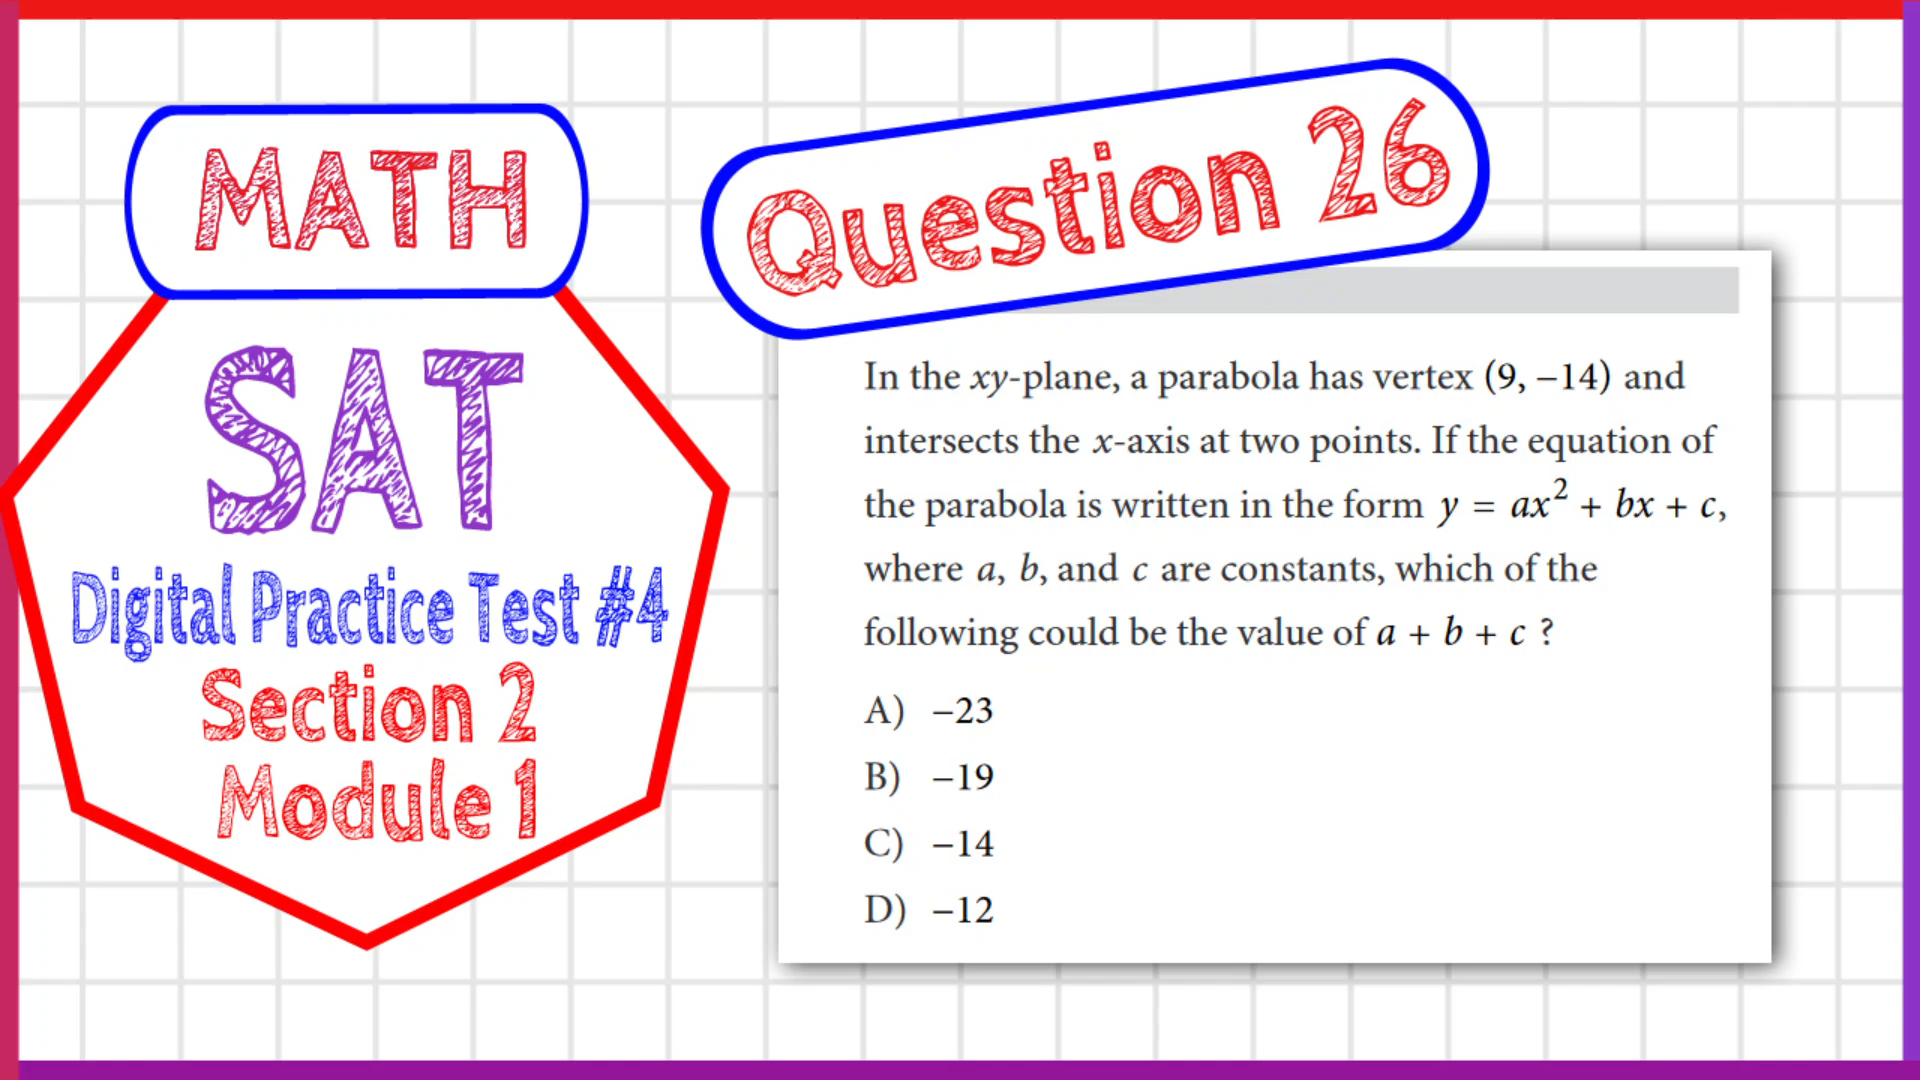 MATH
SAT
Digital Practice Test #4
Section 2
Module 1
Question 26
In the xy-plane, a parabola has vertex (9, −14) and
intersects the x-axis at two points. If the equation of
the parabola is written in the form y = ax² + bx + c,
where a, b, and c are constants, which of the
following could be the value of a + b + c ?
A) −23
B) −19
C) −14
D) −12